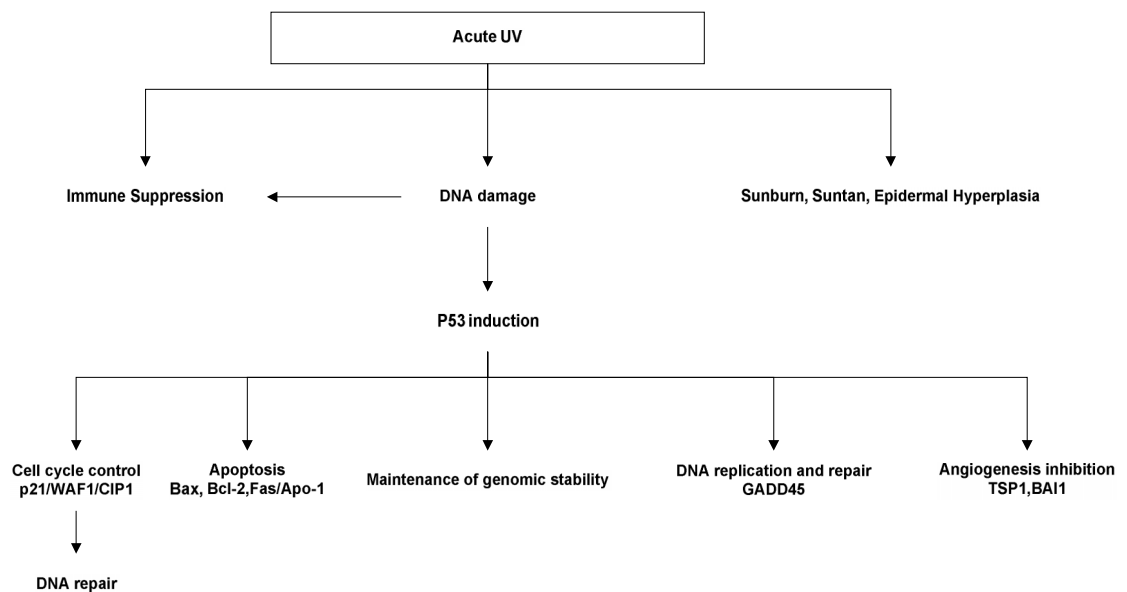 Acute UV
Immune Suppression
DNA damage
Sunburn, Suntan, Epidermal Hyperplasia
P53 induction
Cell cycle control
p21/WAF1/CIP1
Apoptosis
Bax, Bcl-2,Fas/Apo-1
Maintenance of genomic stability
DNA replication and repair
GADD45
Angiogenesis inhibition
TSP1,BAI1
DNA repair